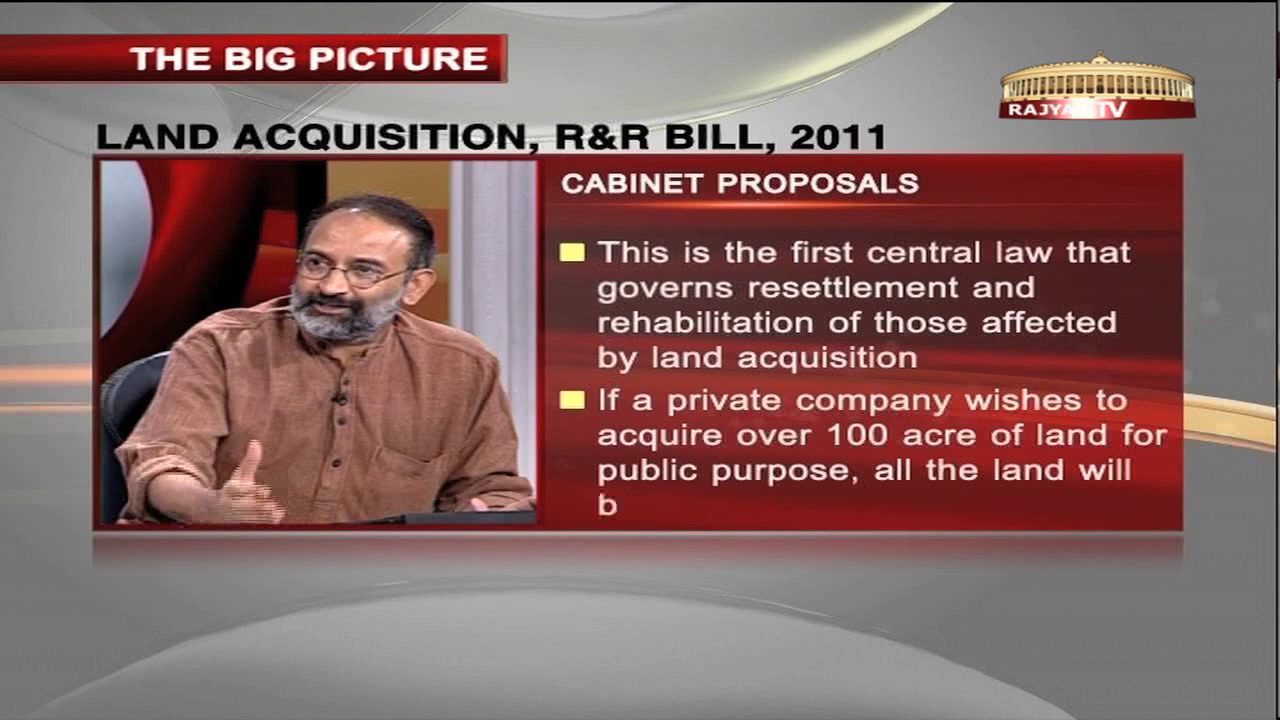 THE BIG PICTURE
RAJYA TV
LAND ACQUISITION, R&R BILL, 2011
CABINET PROPOSALS
This is the first central law that
governs resettlement and
rehabilitation of those affected
by land acquisition
If a private company wishes to
acquire over 100 acre of land for
public purpose, all the land will
b